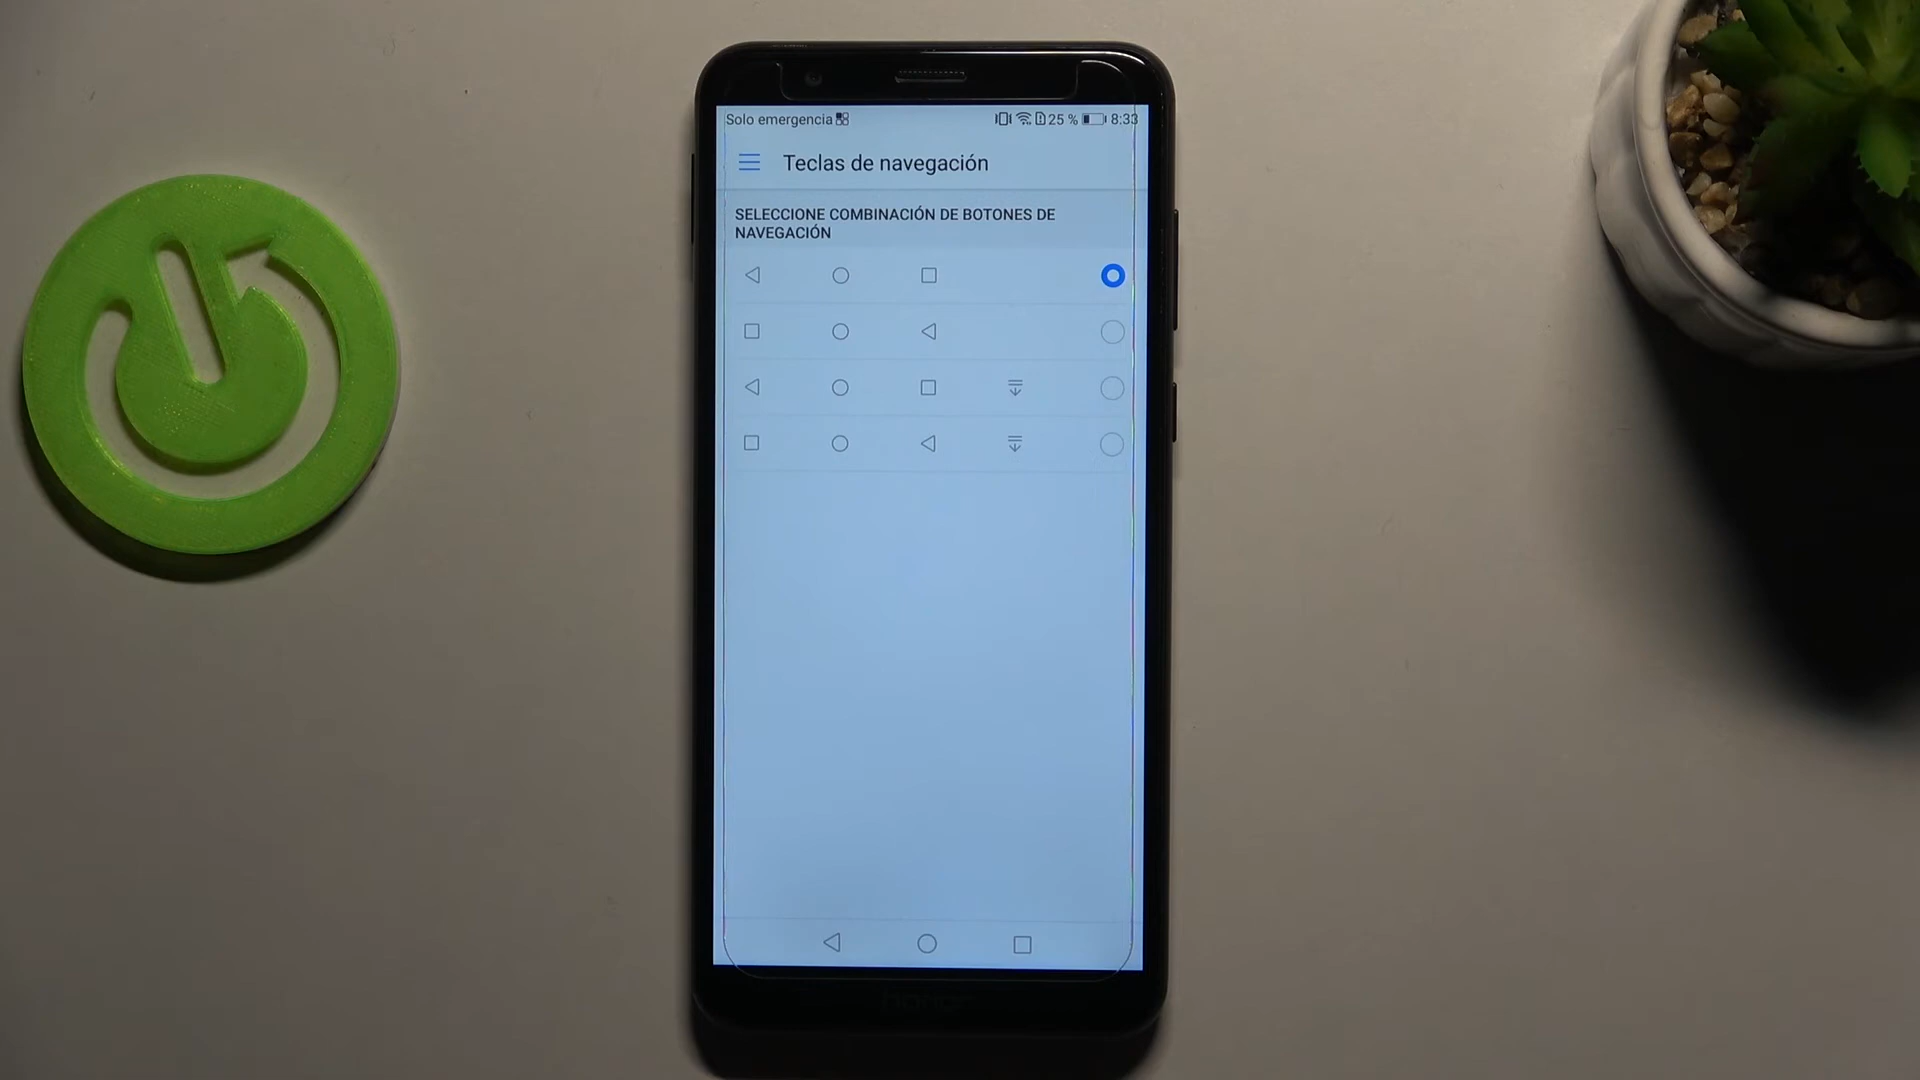 Solo emergencia 25 % 8:33
Teclas de navegación
SELECCIONE COMBINACIÓN DE BOTONES DE
NAVEGACIÓN
honor